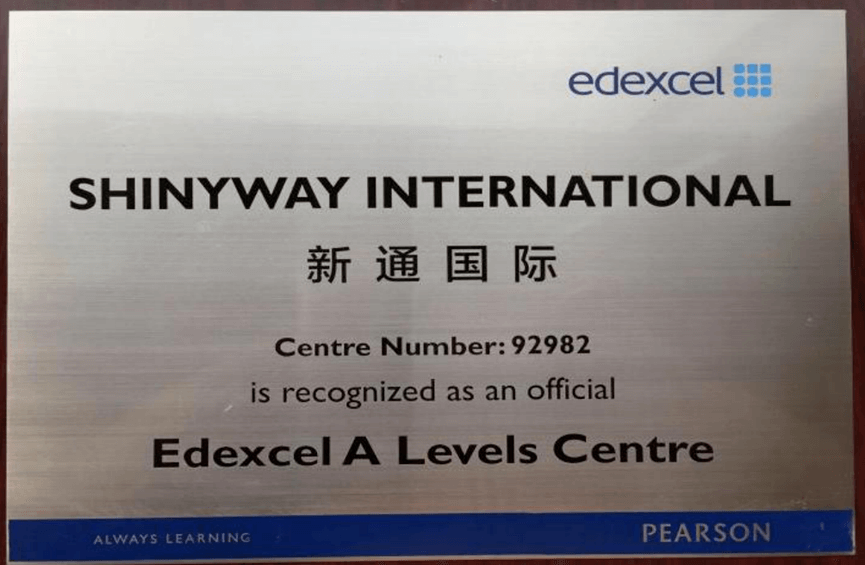 edexcel
SHINYWAY INTERNATIONAL
新通国际
Centre Number: 92982
is recognized as an official
Edexcel A Levels Centre
ALWAYS LEARNING
PEARSON